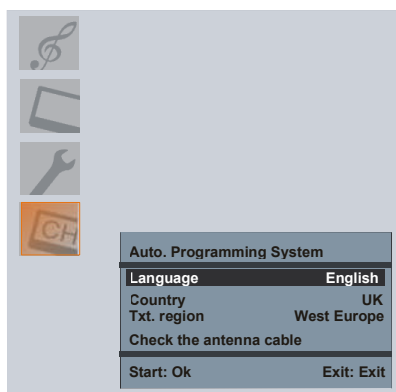 CH
Auto. Programming System
Language English
Country UK
Txt. region West Europe
Check the antenna cable
Start: Ok Exit: Exit